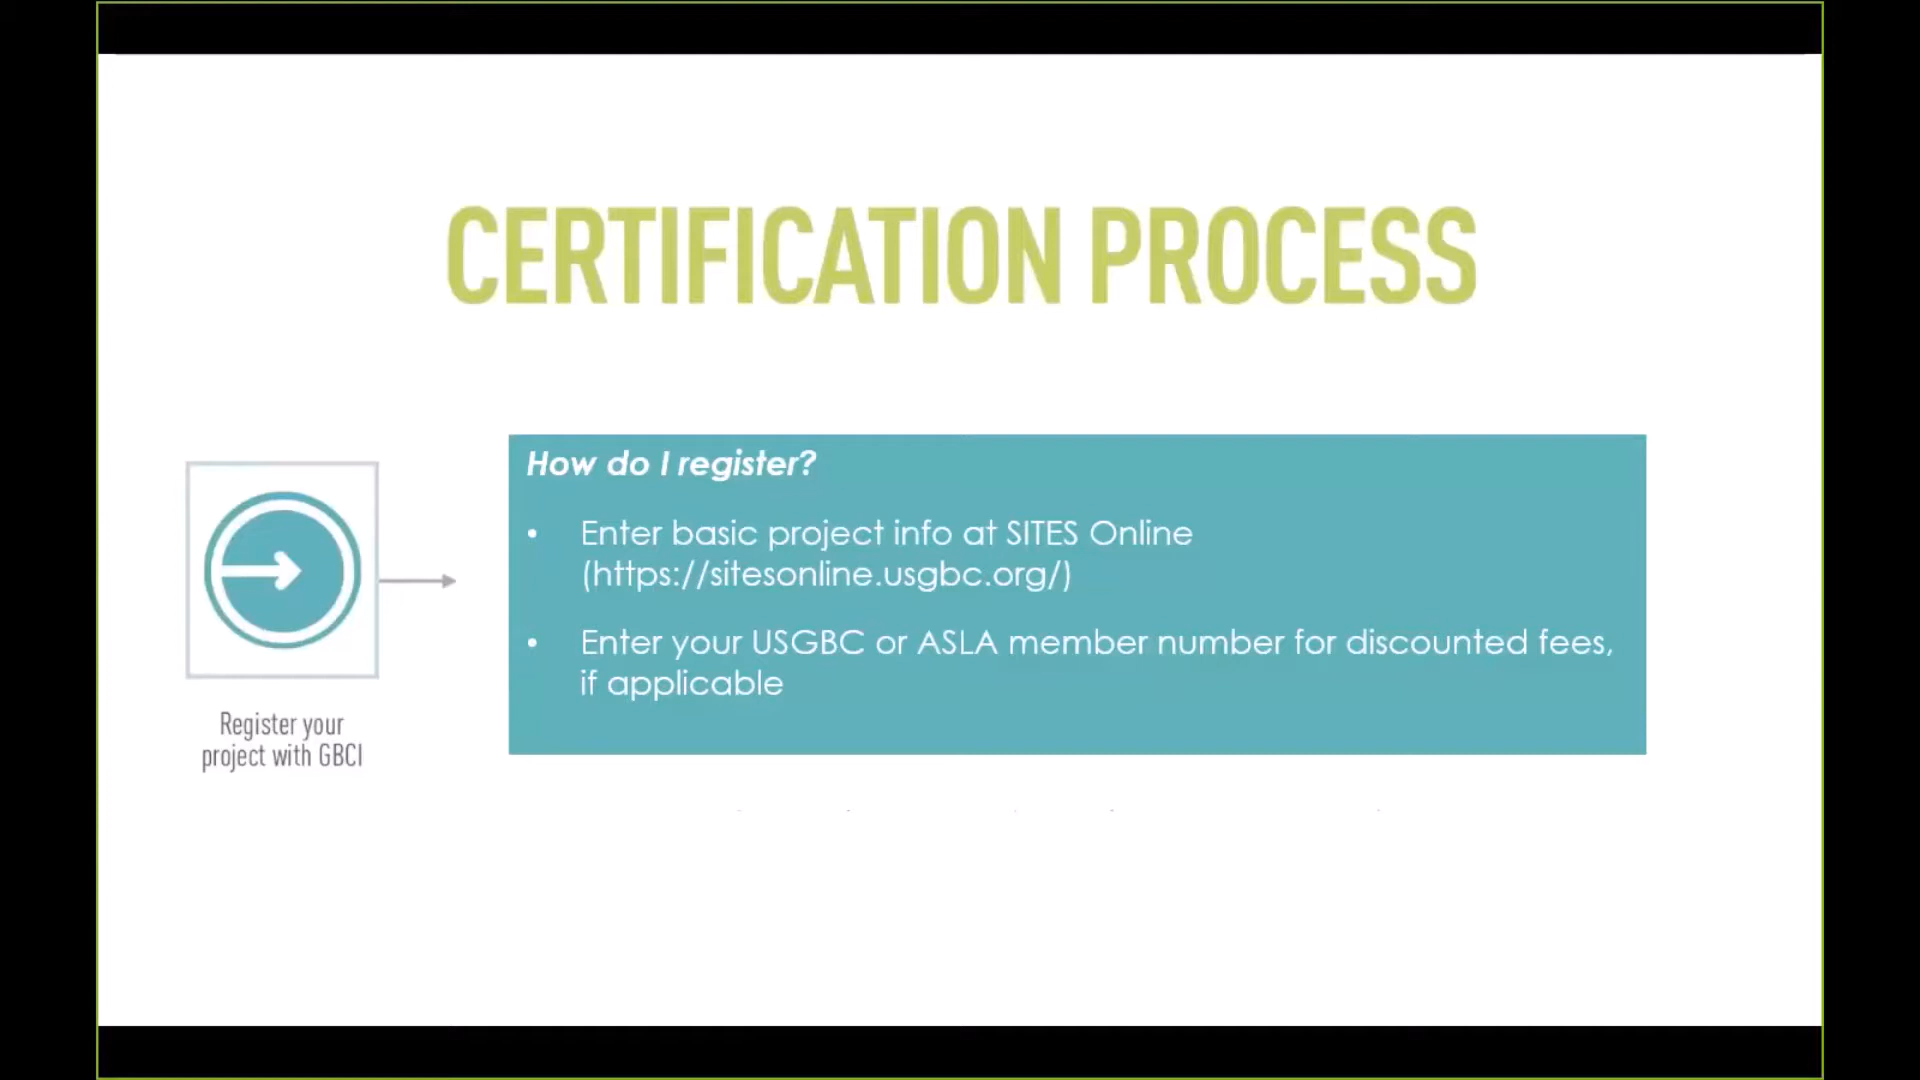 CERTIFICATION PROCESS
How do I register?
• Enter basic project info at SITES Online
(https://sitesonline.usgbc.org/)
• Enter your USGBC or ASLA member number for discounted fees,
if applicable
Register your
project with GBCI